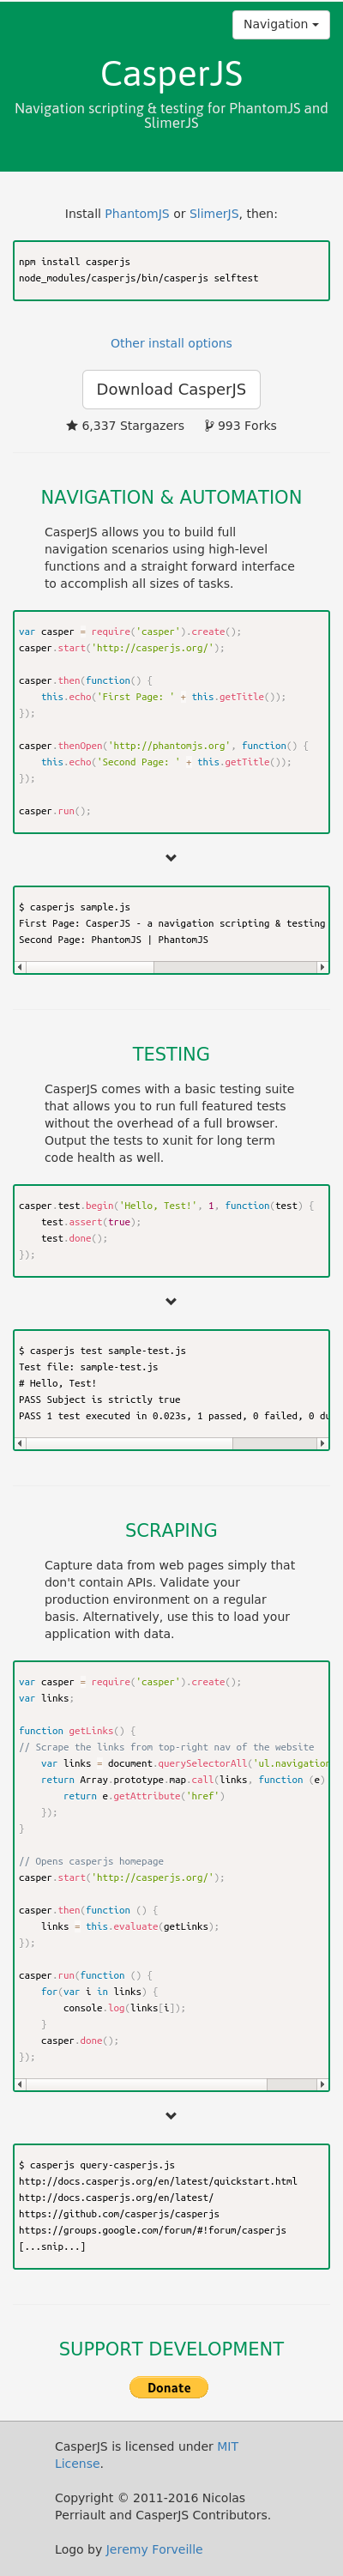 Navigation
CasperJS
Navigation scripting & testing for PhantomJS and
SlimerJS
Install PhantomJS or SlimerJS, then:
npm install casperjs
node_modules/casperjs/bin/casperjs selftest
Other install options
Download CasperJS
6,337 Stargazers 993 Forks
NAVIGATION & AUTOMATION
CasperJS allows you to build full
navigation scenarios using high-level
functions and a straight forward interface
to accomplish all sizes of tasks.
var casper = require('casper').create();
casper.start('http://casperjs.org/');
casper.then(function() {
    this.echo('First Page: ' + this.getTitle());
});
casper.thenOpen('http://phantomjs.org', function() {
    this.echo('Second Page: ' + this.getTitle());
});
casper.run();
$ casperjs sample.js
First Page: CasperJS - a navigation scripting & testing
Second Page: PhantomJS | PhantomJS
TESTING
CasperJS comes with a basic testing suite
that allows you to run full featured tests
without the overhead of a full browser.
Output the tests to xunit for long term
code health as well.
casper.test.begin('Hello, Test!', 1, function(test) {
    test.assert(true);
    test.done();
});
$ casperjs test sample-test.js
Test file: sample-test.js
# Hello, Test!
PASS Subject is strictly true
PASS 1 test executed in 0.023s, 1 passed, 0 failed, 0 du
SCRAPING
Capture data from web pages simply that
don't contain APIs. Validate your
production environment on a regular
basis. Alternatively, use this to load your
application with data.
var casper = require('casper').create();
var links;
function getLinks() {
// Scrape the links from top-right nav of the website
    var links = document.querySelectorAll('ul.navigation
    return Array.prototype.map.call(links, function (e)
        return e.getAttribute('href')
    });
}
// Opens casperjs homepage
casper.start('http://casperjs.org/');
casper.then(function () {
    links = this.evaluate(getLinks);
});
casper.run(function () {
    for(var i in links) {
        console.log(links[i]);
    }
    casper.done();
});
$ casperjs query-casperjs.js
http://docs.casperjs.org/en/latest/quickstart.html
http://docs.casperjs.org/en/latest/
https://github.com/casperjs/casperjs
https://groups.google.com/forum/#!forum/casperjs
[...snip...]
SUPPORT DEVELOPMENT
Donate
CasperJS is licensed under MIT
License.
Copyright © 2011-2016 Nicolas
Perriault and CasperJS Contributors.
Logo by Jeremy Forveille